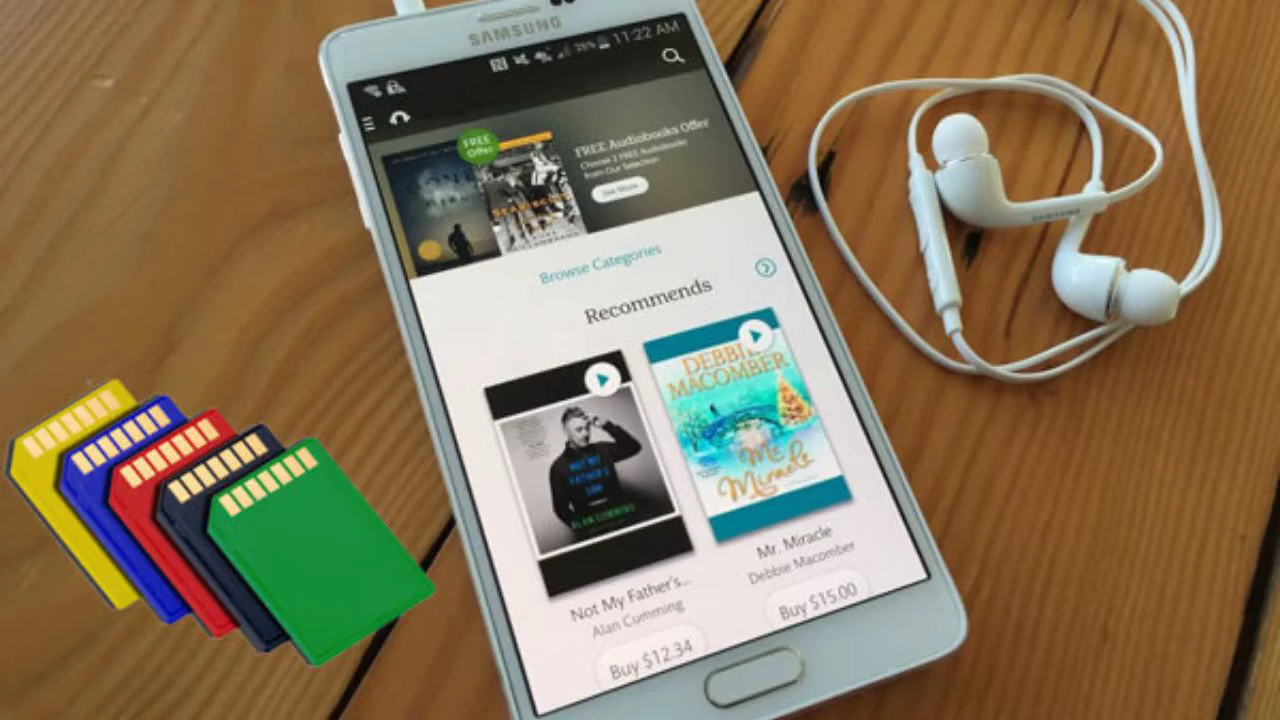 SAMSUNG
25% 11:22 AM
FREE
Offer
FREE Audiobooks Offer
Choose 2 FREE Audiobooks
from Our Selection
See More
Browse Categories
Recommends
NOT MY
FATHER'S
SON
ALAN CUMMING
DEBBIE
MACOMBER
Mr.
Miracle
Not My Father's...
Alan Cumming
Buy $12.34
Mr. Miracle
Debbie Macomber
Buy $15.00
SAMSUNG